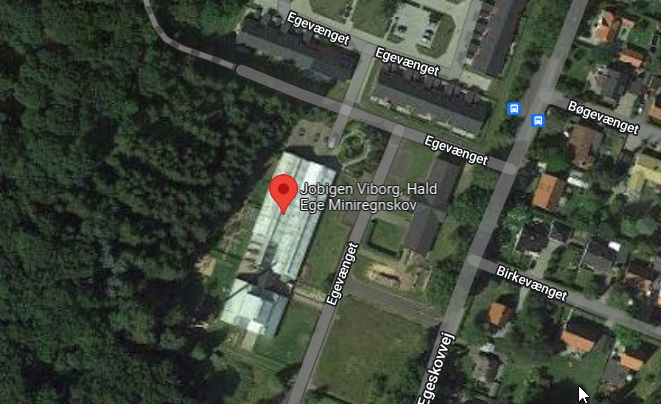 Egevænget
Egevænget
Bøgevænget
Egevænget
Jobigen Viborg, Hald
Ege Miniregnskov
Egevænget
Birkevænget
Egeskovvej